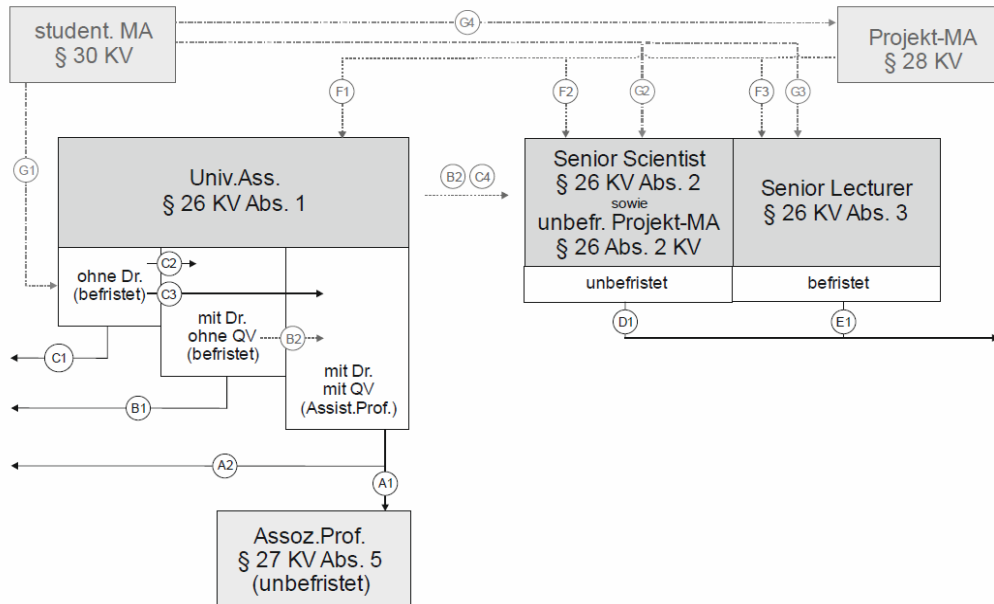 student. MA
§ 30 KV
G4
Projekt-MA
§ 28 KV
F1
F2
G2
F3
G3
G1
Univ.Ass.
§ 26 KV Abs. 1
B2
C4
Senior Scientist
§ 26 KV Abs. 2
sowie
unbefr. Projekt-MA
§ 26 Abs. 2 KV
Senior Lecturer
§ 26 KV Abs. 3
unbefristet
befristet
D1
E1
ohne Dr.
(befristet)
C2
C3
mit Dr.
ohne QV
(befristet)
B2
mit Dr.
mit QV
(Assist.Prof.)
C1
B1
A2
A1
Assoz.Prof.
§ 27 KV Abs. 5
(unbefristet)